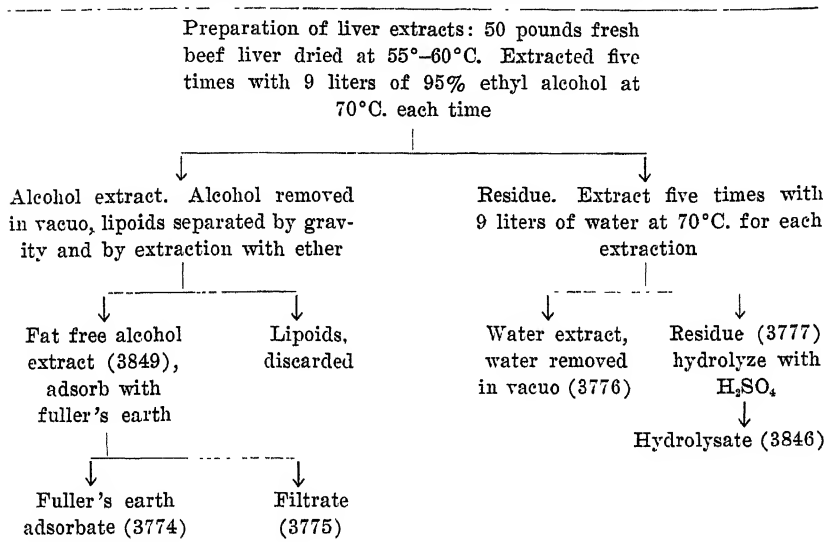 Preparation of liver extracts: 50 pounds fresh
beef liver dried at 55°–60°C. Extracted five
times with 9 liters of 95% ethyl alcohol at
70°C. each time
Alcohol extract. Alcohol removed
in vacuo, lipoids separated by grav-
ity and by extraction with ether
Residue. Extract five times with
9 liters of water at 70°C. for each
extraction
Fat free alcohol
extract (3849),
adsorb with
fuller's earth
Lipoids,
discarded
Water extract,
water removed
in vacuo (3776)
Residue (3777)
hydrolyze with
H₂SO₄
Hydrolysate (3846)
Fuller's earth
adsorbate (3774)
Filtrate
(3775)